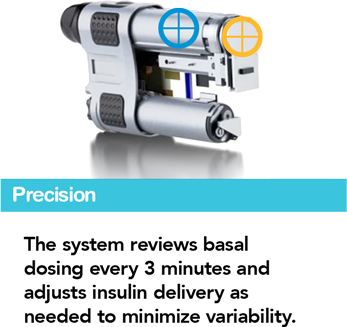 Precision
The system reviews basal
dosing every 3 minutes and
adjusts insulin delivery as
needed to minimize variability.